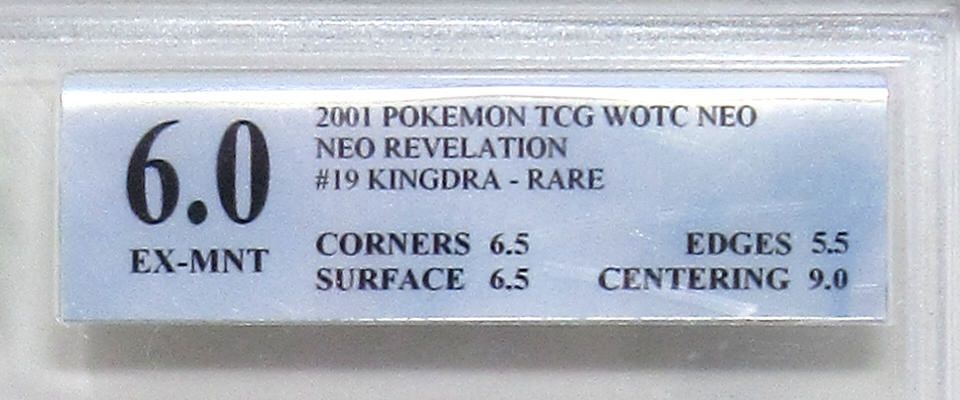 6.0
EX-MNT
2001 POKEMON TCG WOTC NEO
NEO REVELATION
#19 KINGDRA - RARE
CORNERS 6.5 EDGES 5.5
SURFACE 6.5 CENTERING 9.0